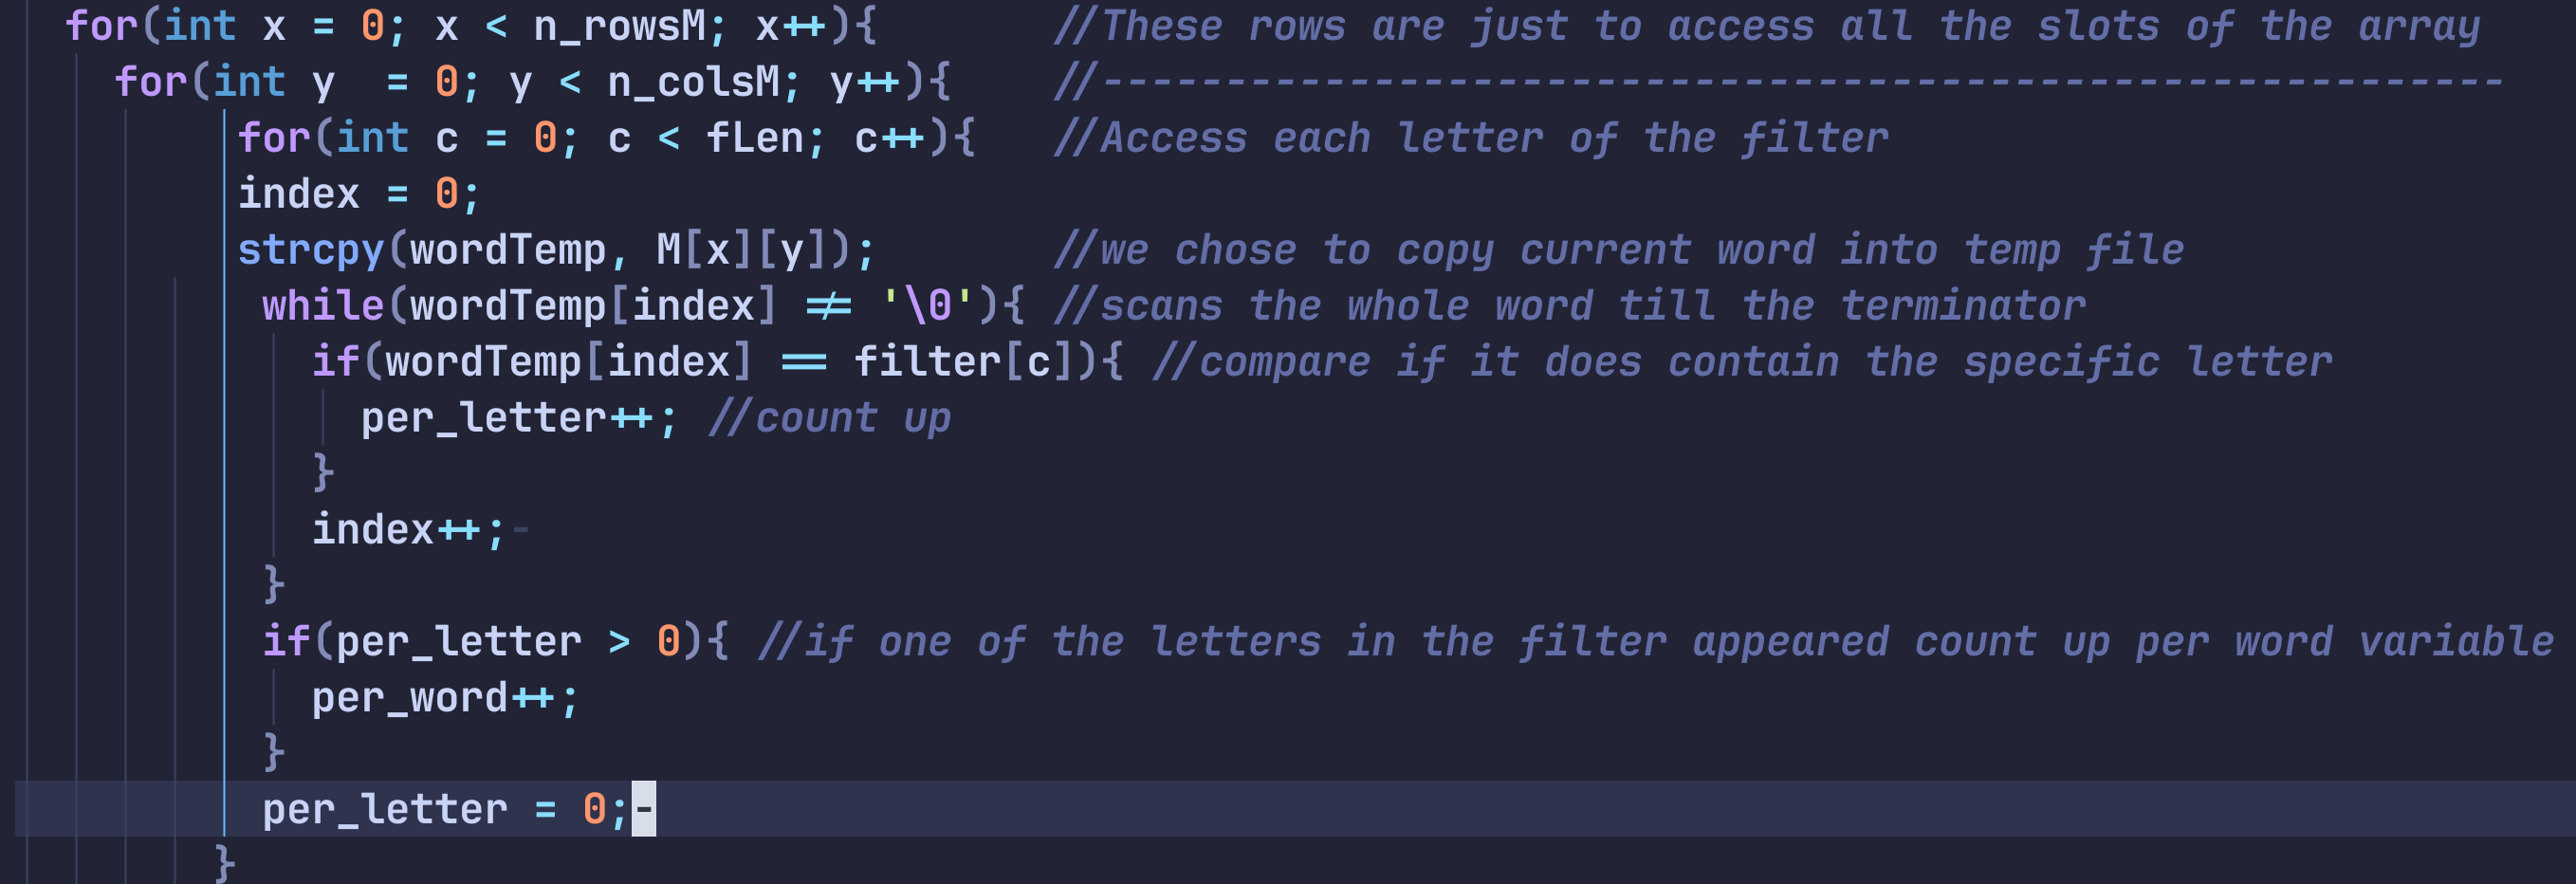 for(int x = 0; x < n_rowsM; x++){       //These rows are just to access all the slots of the array
  for(int y  = 0; y < n_colsM; y++){    //---------------------------------------------------------
       for(int c = 0; c < fLen; c++){   //Access each letter of the filter
       index = 0;
       strcpy(wordTemp, M[x][y]);       //we chose to copy current word into temp file
        while(wordTemp[index] != '\0'){ //scans the whole word till the terminator
          if(wordTemp[index] == filter[c]){ //compare if it does contain the specific letter
            per_letter++; //count up
          }
          index++;-
        }
        if(per_letter > 0){ //if one of the letters in the filter appeared count up per word variable
          per_word++;
        }
        per_letter = 0;-
      }